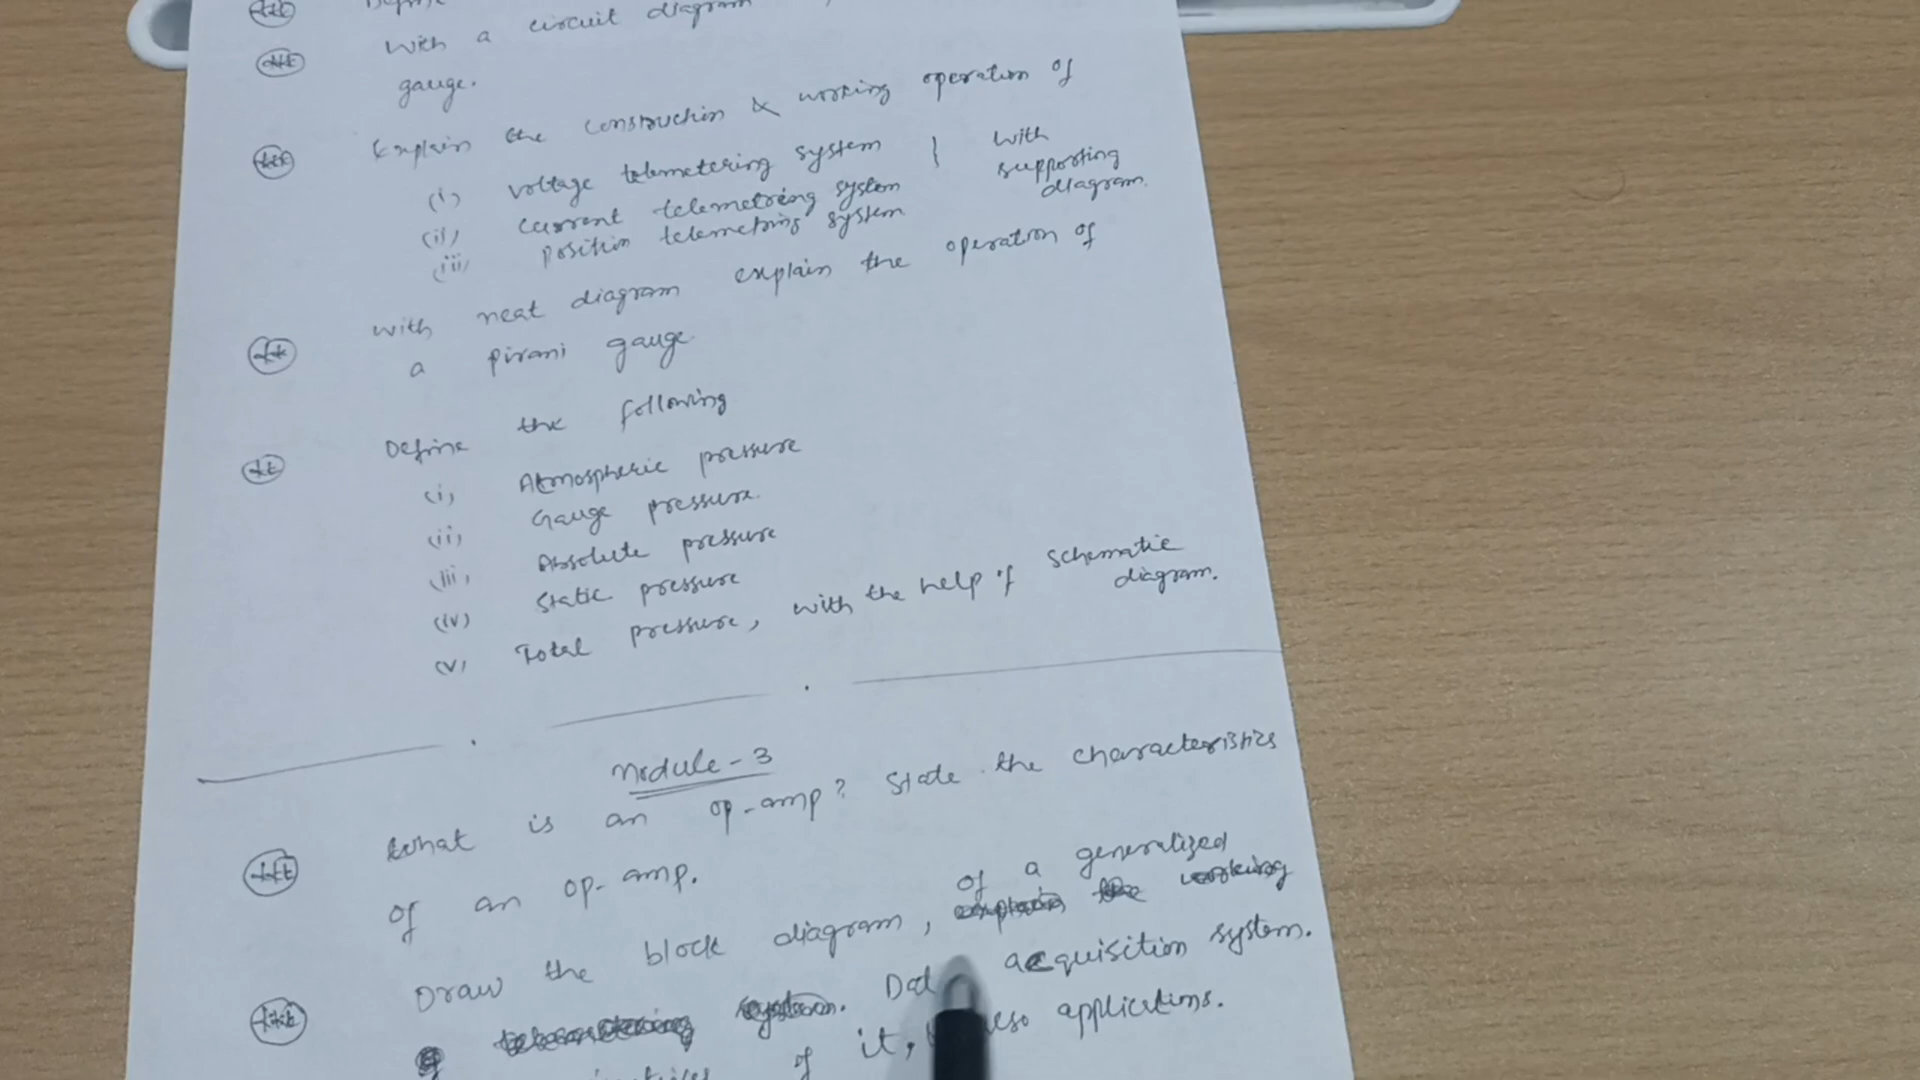 With a circuit diagram
gauge.
Explain the construction & working operation of
(i) voltage telemetering system } with
(ii) current telemetring system supporting
(iii) position telemetring system diagram.
With neat diagram explain the operation of
a pirani gauge.
Define the following
(i) Atmospheric pressure
(ii) Gauge pressure.
(iii) Absolute pressure
(iv) Static pressure
(v) Total pressure, with the help of schematic
diagram.
Module - 3
What is an op-amp? State the characteristics
of an op-amp.
of a generalized
Draw the block diagram,
acquisition system.
of it, applications.